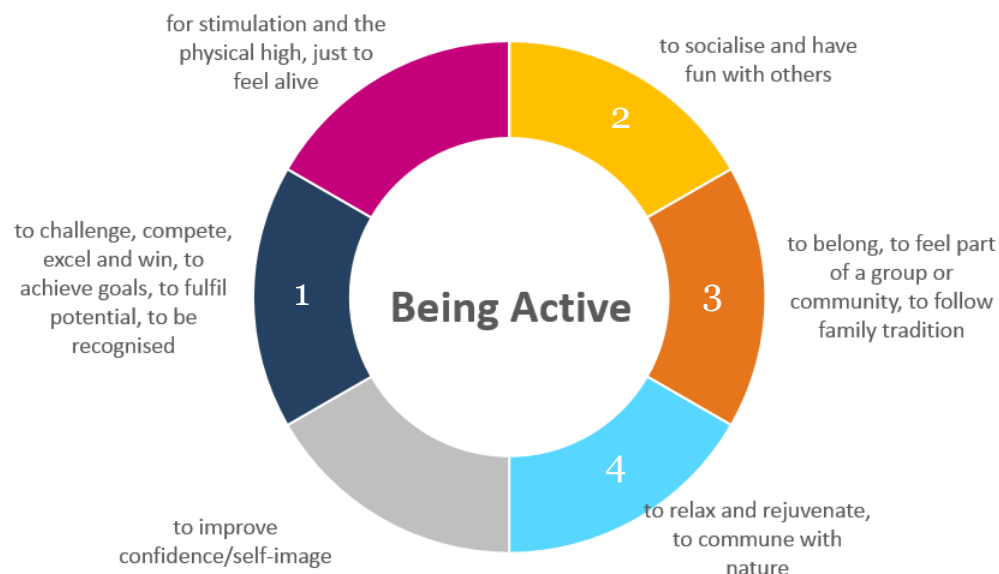 for stimulation and the
physical high, just to
feel alive
to socialise and have
fun with others
2
to challenge, compete,
excel and win, to
achieve goals, to fulfil
potential, to be
recognised
1
Being Active
3
to belong, to feel part
of a group or
community, to follow
family tradition
4
to improve
confidence/self-image
to relax and rejuvenate,
to commune with
nature